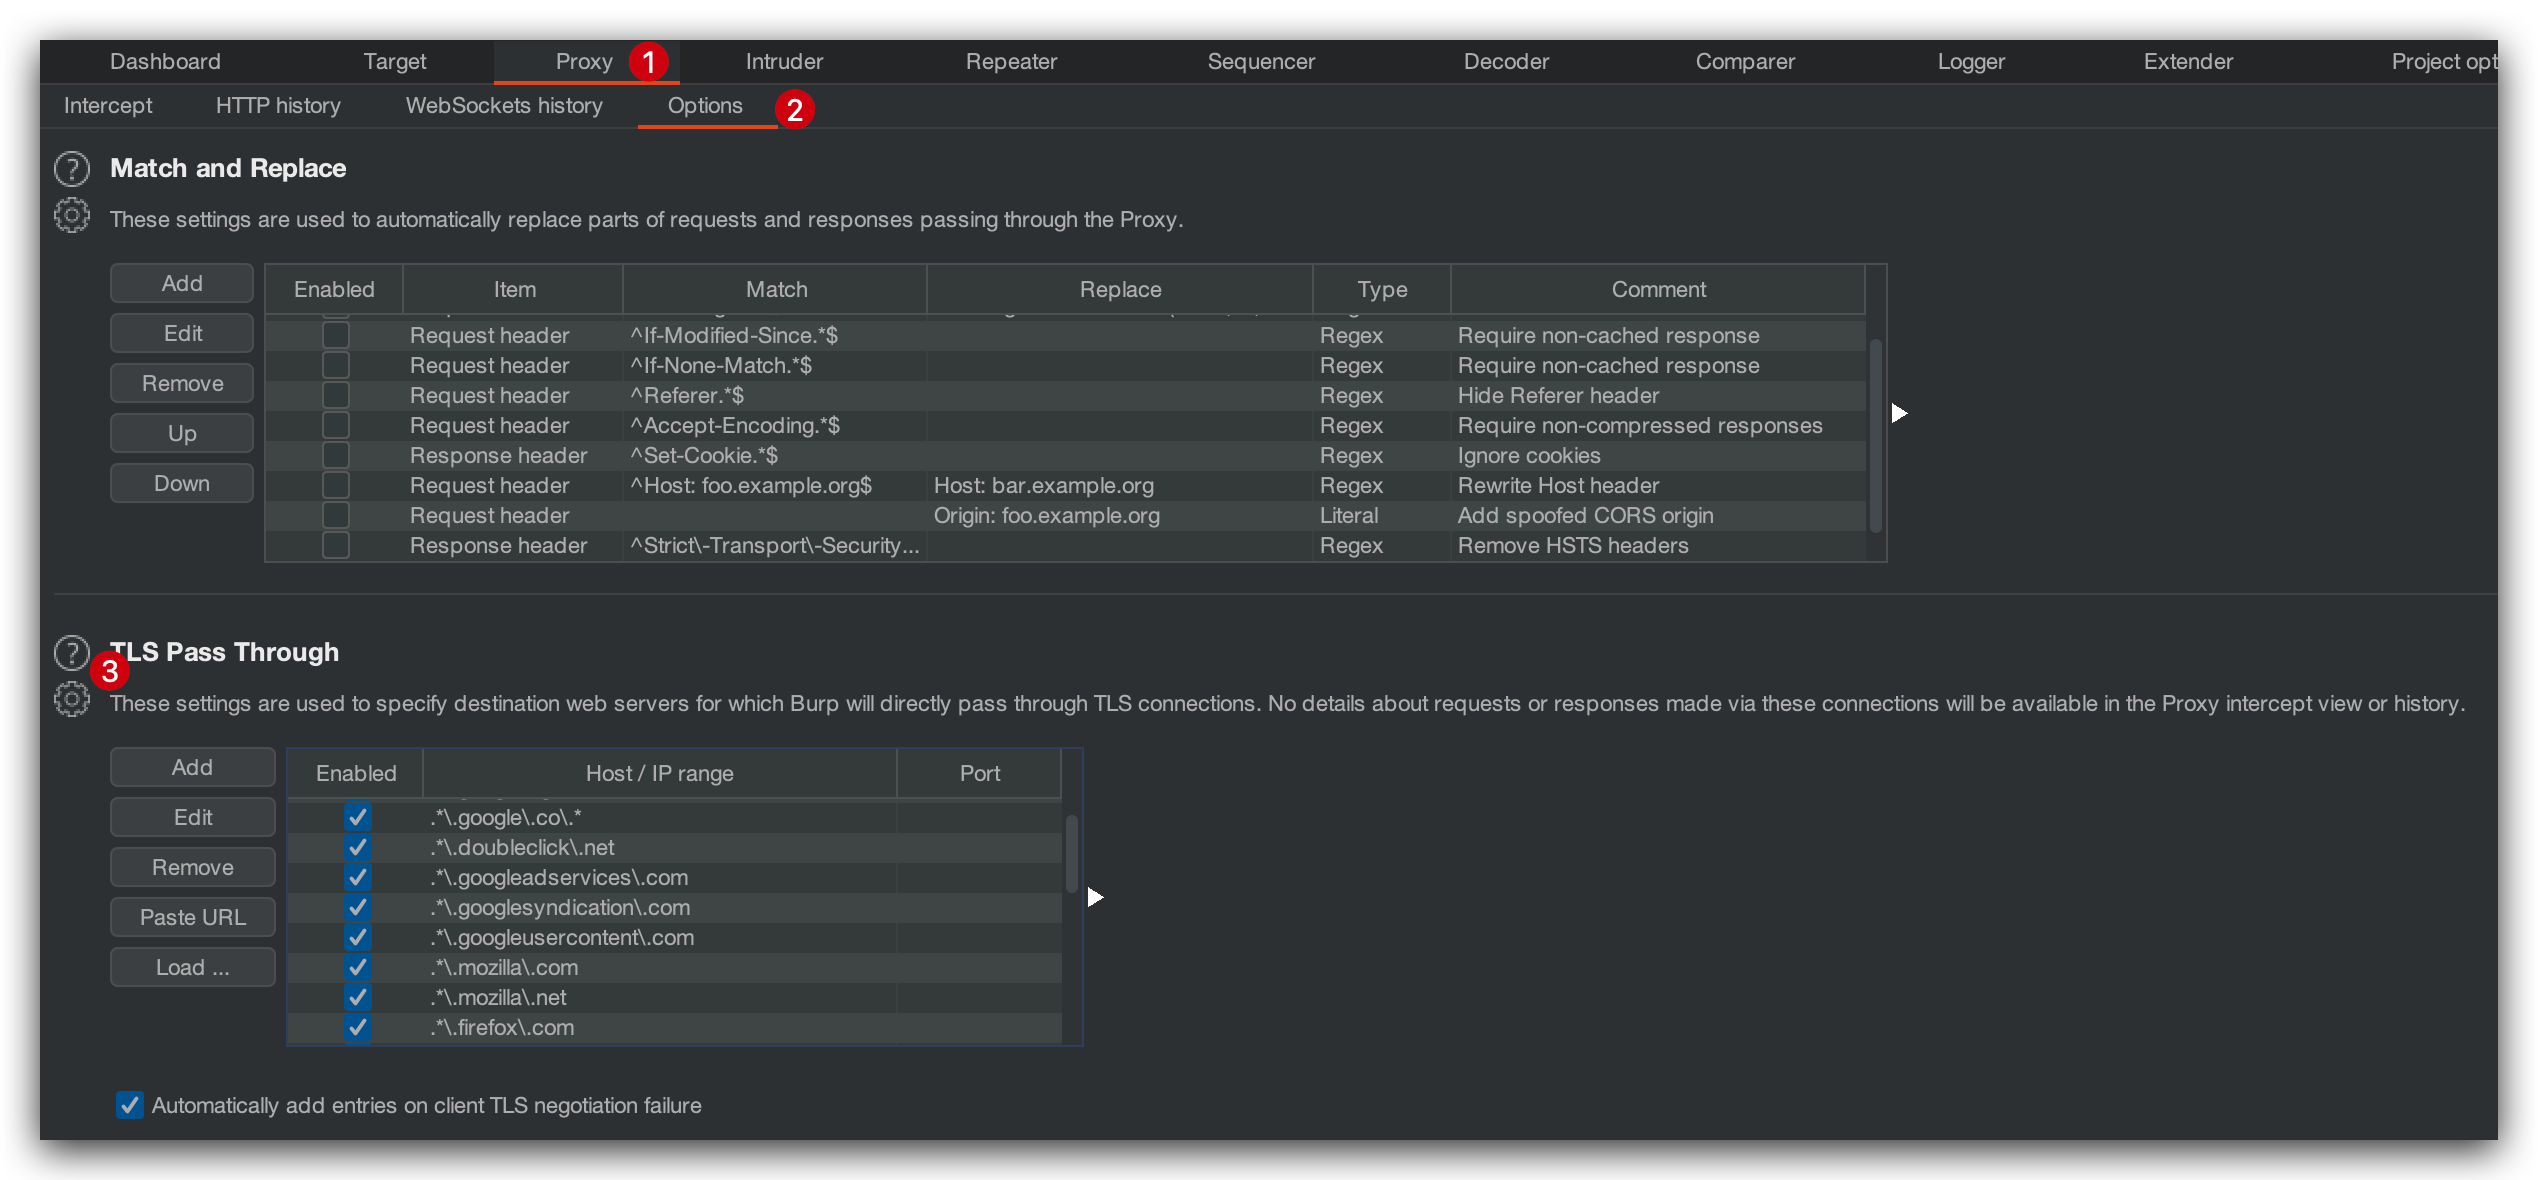 Dashboard Target Proxy 1 Intruder Repeater Sequencer Decoder Comparer Logger Extender Project opt
Intercept HTTP history WebSockets history Options 2
? Match and Replace
These settings are used to automatically replace parts of requests and responses passing through the Proxy.
Add
Edit
Remove
Up
Down
Enabled Item Match Replace Type Comment
Request header ^If-Modified-Since.*$ Regex Require non-cached response
Request header ^If-None-Match.*$ Regex Require non-cached response
Request header ^Referer.*$ Regex Hide Referer header
Request header ^Accept-Encoding.*$ Regex Require non-compressed responses
Response header ^Set-Cookie.*$ Regex Ignore cookies
Request header ^Host: foo.example.org$ Host: bar.example.org Regex Rewrite Host header
Request header Origin: foo.example.org Literal Add spoofed CORS origin
Response header ^Strict\-Transport\-Security... Regex Remove HSTS headers
? TLS Pass Through
3
These settings are used to specify destination web servers for which Burp will directly pass through TLS connections. No details about requests or responses made via these connections will be available in the Proxy intercept view or history.
Add
Edit
Remove
Paste URL
Load ...
Enabled Host / IP range Port
.*\.google\.co\.*
.*\.doubleclick\.net
.*\.googleadservices\.com
.*\.googlesyndication\.com
.*\.googleusercontent\.com
.*\.mozilla\.com
.*\.mozilla\.net
.*\.firefox\.com
Automatically add entries on client TLS negotiation failure